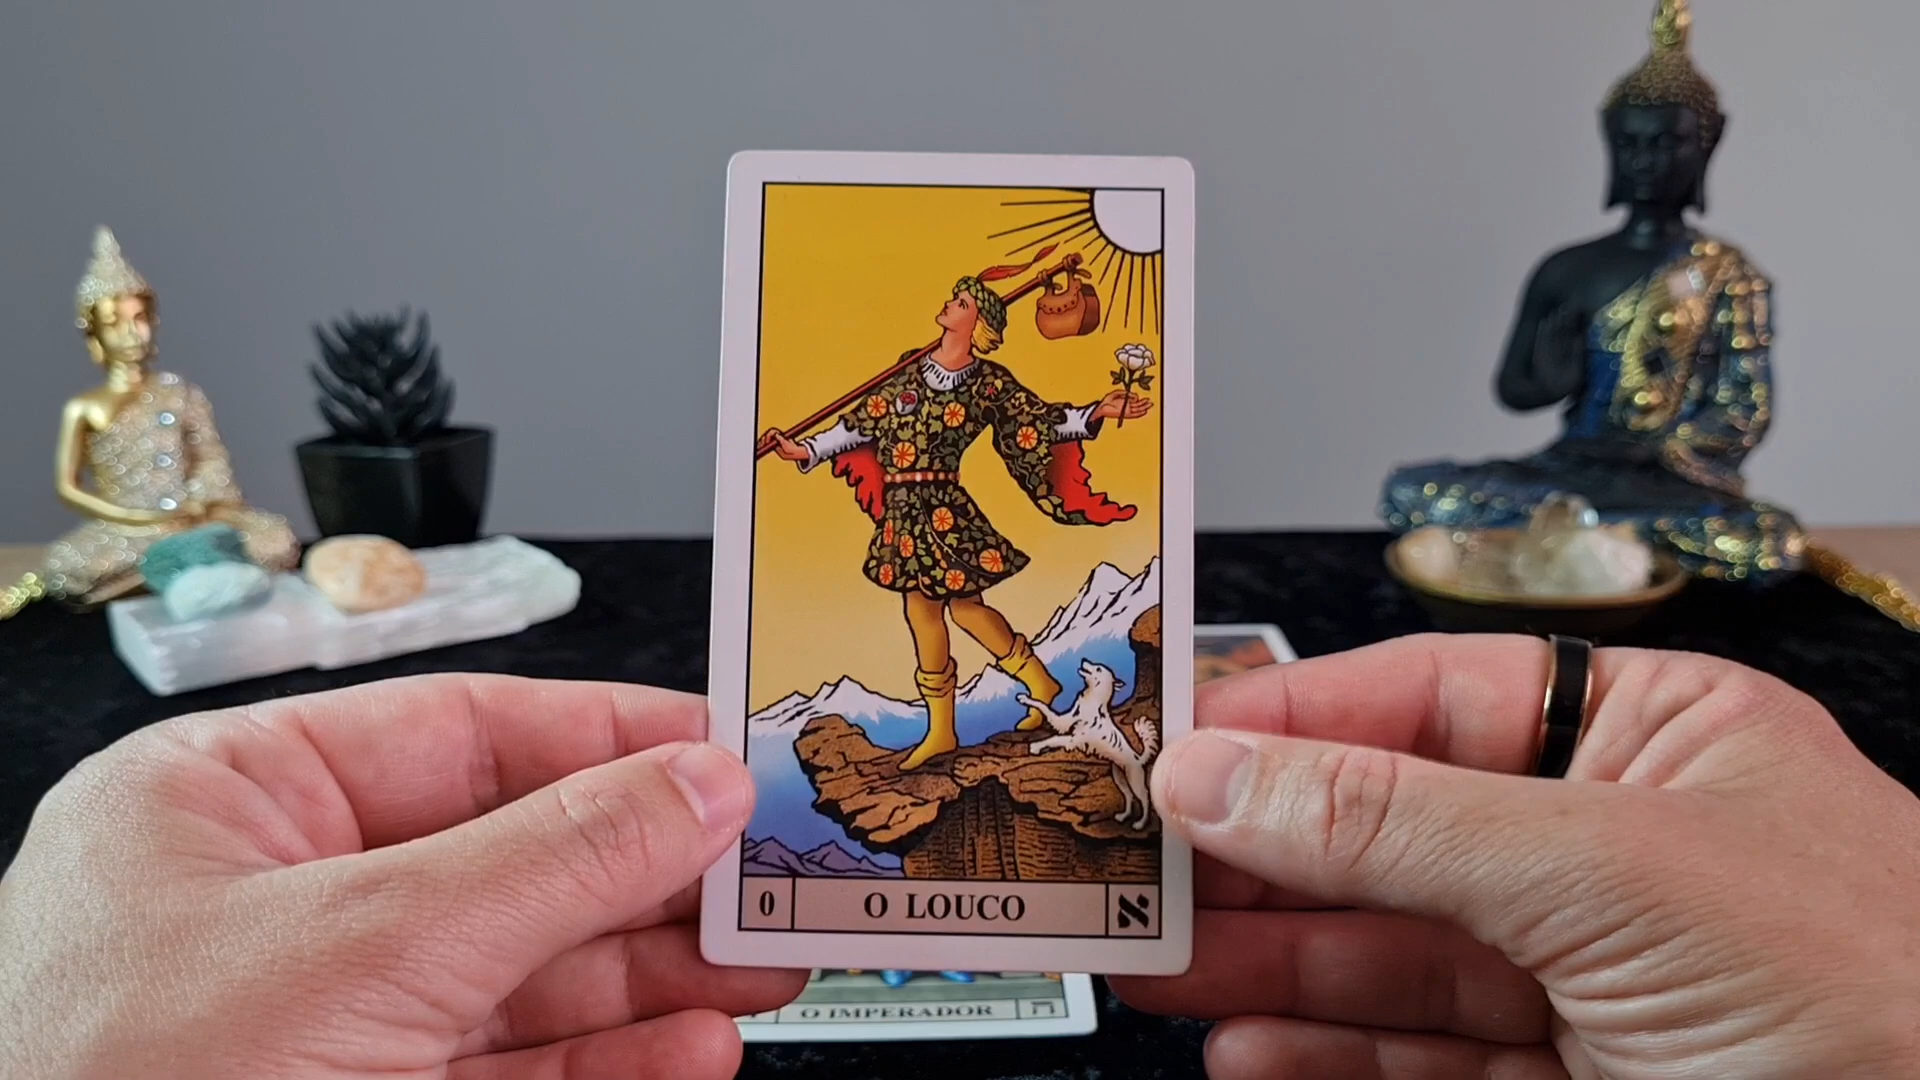 0 O LOUCO א
O IMPERADOR ה